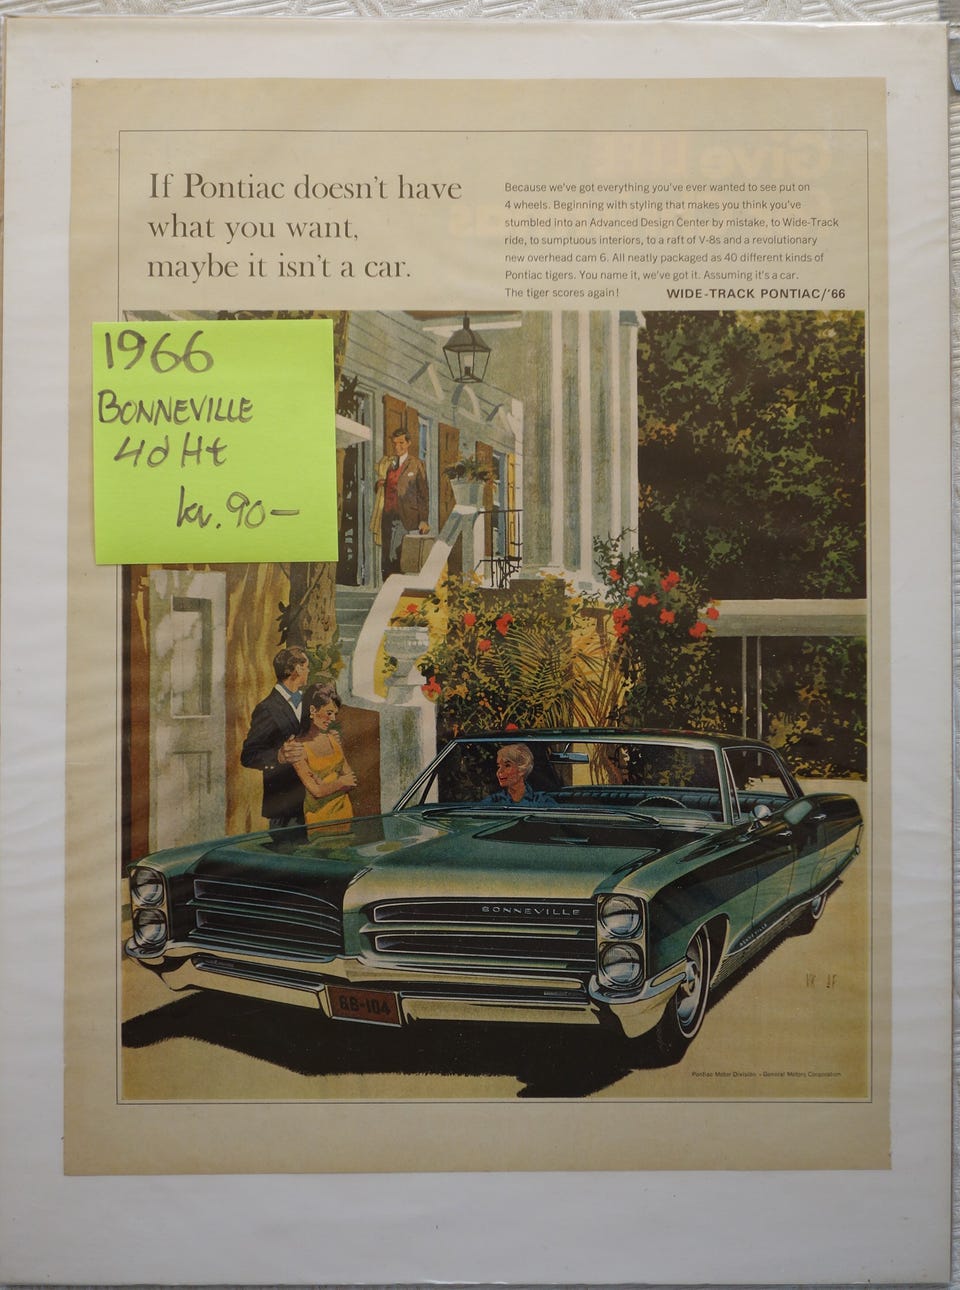 If Pontiac doesn't have
what you want,
maybe it isn't a car.
Because we've got everything you've ever wanted to see put on
4 wheels. Beginning with styling that makes you think you've
stumbled into an Advanced Design Center by mistake, to Wide-Track
ride, to sumptuous interiors, to a raft of V-8s and a revolutionary
new overhead cam 6. All neatly packaged as 40 different kinds of
Pontiac tigers. You name it, we've got it. Assuming it's a car.
The tiger scores again! WIDE-TRACK PONTIAC/'66
1966
BONNEVILLE
4d Ht
kr. 90-
BONNEVILLE
BONNEVILLE
BB-104
VK AF
Pontiac Motor Division • General Motors Corporation